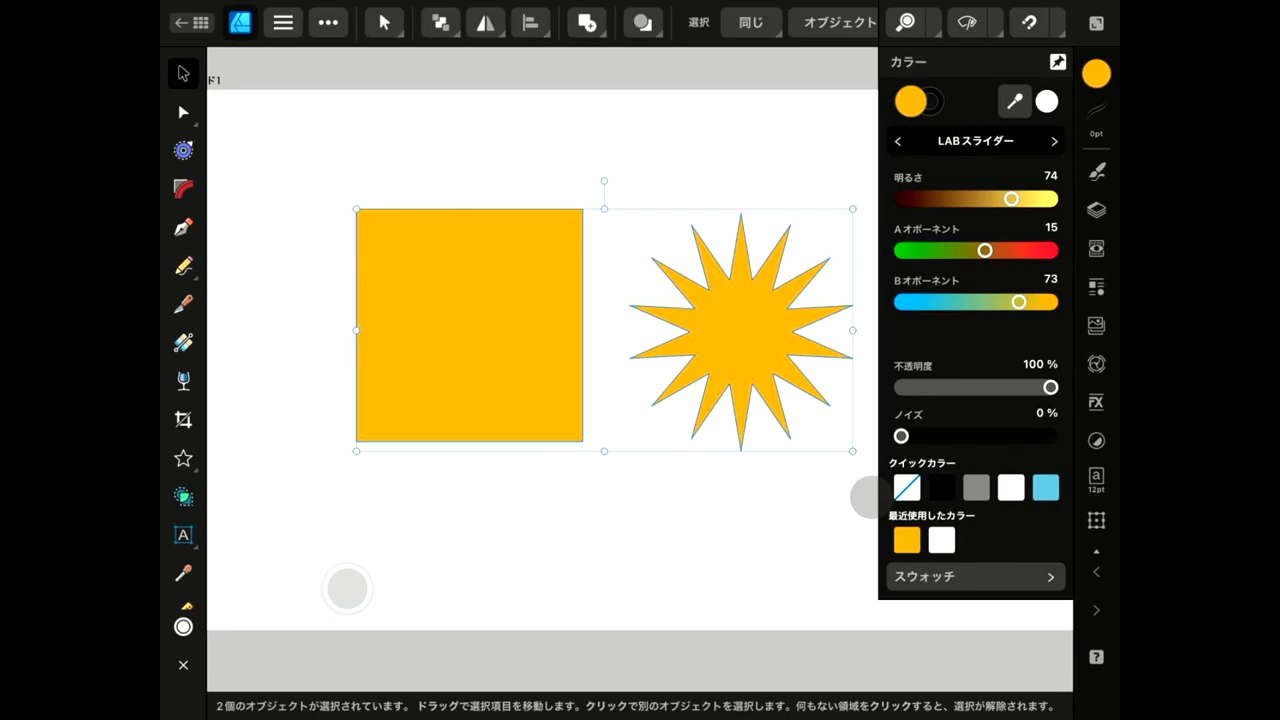 選択
同じ
オブジェクト
ド1
カラー
LABスライダー
明るさ 74
Aオポーネント 15
Bオポーネント 73
不透明度 100 %
ノイズ 0 %
クイックカラー
最近使用したカラー
スウォッチ
0pt
FX
a
12pt
A
?
2個のオブジェクトが選択されています。 ドラッグで選択項目を移動します。クリックで別のオブジェクトを選択します。何もない領域をクリックすると、選択が解除されます。